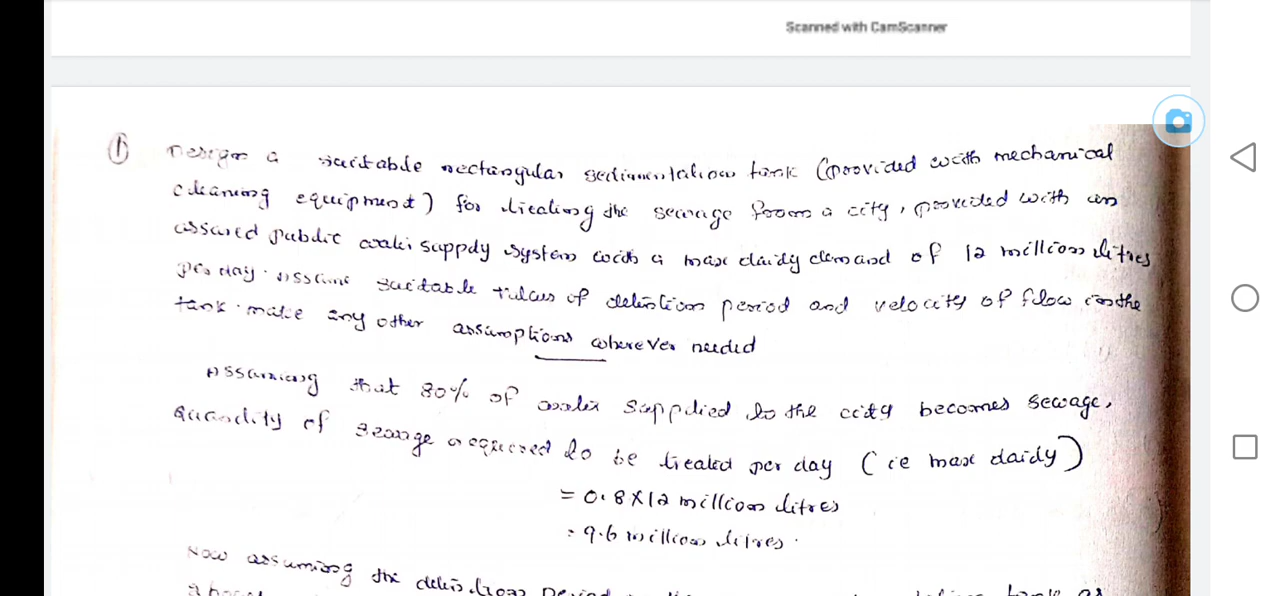 Scanned with CamScanner
① Design a suitable rectangular sedimentation tank (provided with mechanical
cleaning equipment) for treating the sewage from a city, provided with an
assured public water supply system with a max daily demand of 12 million litres
per day. Assume suitable values of detention period and velocity of flow in the
tank. make any other assumptions wherever needed
Assuming that 80% of water supplied to the city becomes sewage,
Quantity of sewage required to be treated per day (ie max daily)
= 0.8X12 million litres
= 9.6 million litres.
Now assuming the detention period
tank as